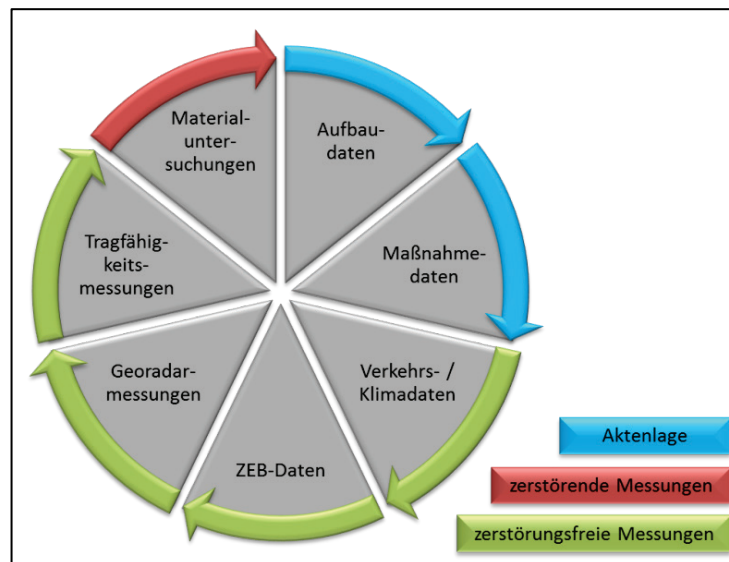 Material-
unter-
suchungen
Aufbau-
daten
Maßnahme-
daten
Verkehrs- /
Klimadaten
ZEB-Daten
Georadar-
messungen
Tragfähig-
keits-
messungen
Aktenlage
zerstörende Messungen
zerstörungsfreie Messungen